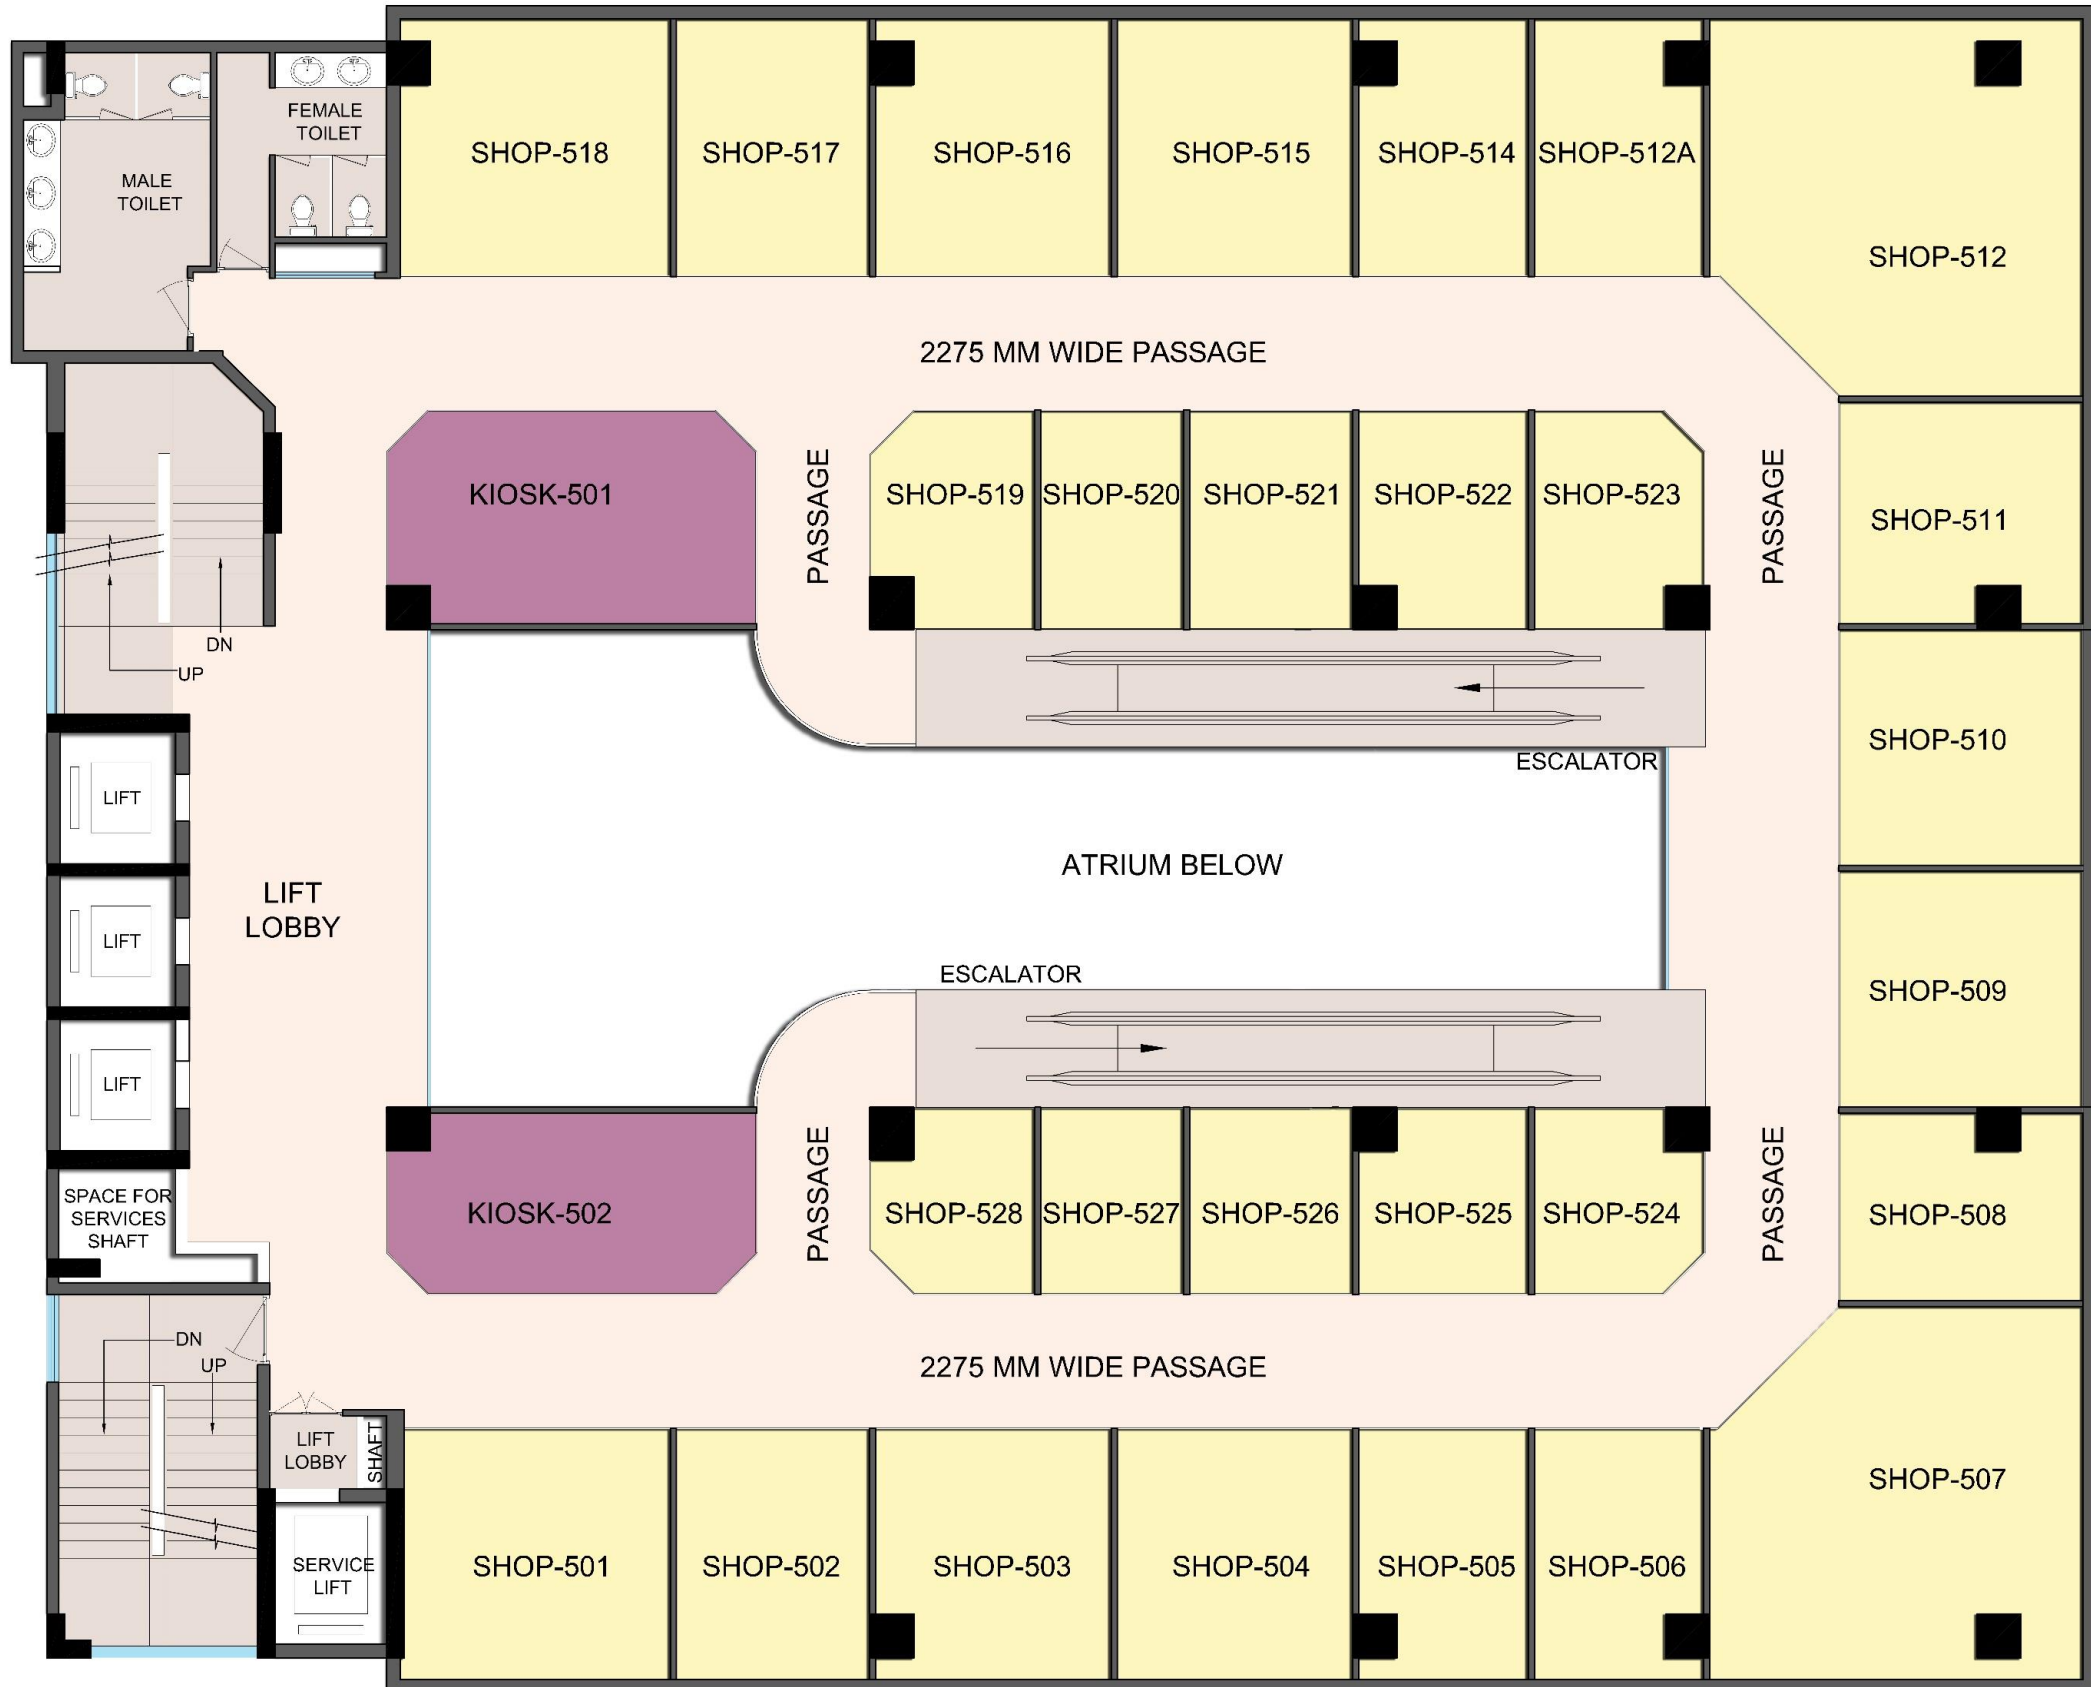 FEMALE
TOILET
MALE
TOILET
SHOP-518
SHOP-517
SHOP-516
SHOP-515
SHOP-514
SHOP-512A
SHOP-512
2275 MM WIDE PASSAGE
KIOSK-501
PASSAGE
SHOP-519
SHOP-520
SHOP-521
SHOP-522
SHOP-523
PASSAGE
SHOP-511
DN
UP
SHOP-510
ESCALATOR
LIFT
LIFT
LIFT
LIFT
LOBBY
ATRIUM BELOW
ESCALATOR
SHOP-509
SPACE FOR
SERVICES
SHAFT
KIOSK-502
PASSAGE
SHOP-528
SHOP-527
SHOP-526
SHOP-525
SHOP-524
PASSAGE
SHOP-508
DN
UP
2275 MM WIDE PASSAGE
LIFT
LOBBY
SHAFT
SHOP-507
SERVICE
LIFT
SHOP-501
SHOP-502
SHOP-503
SHOP-504
SHOP-505
SHOP-506